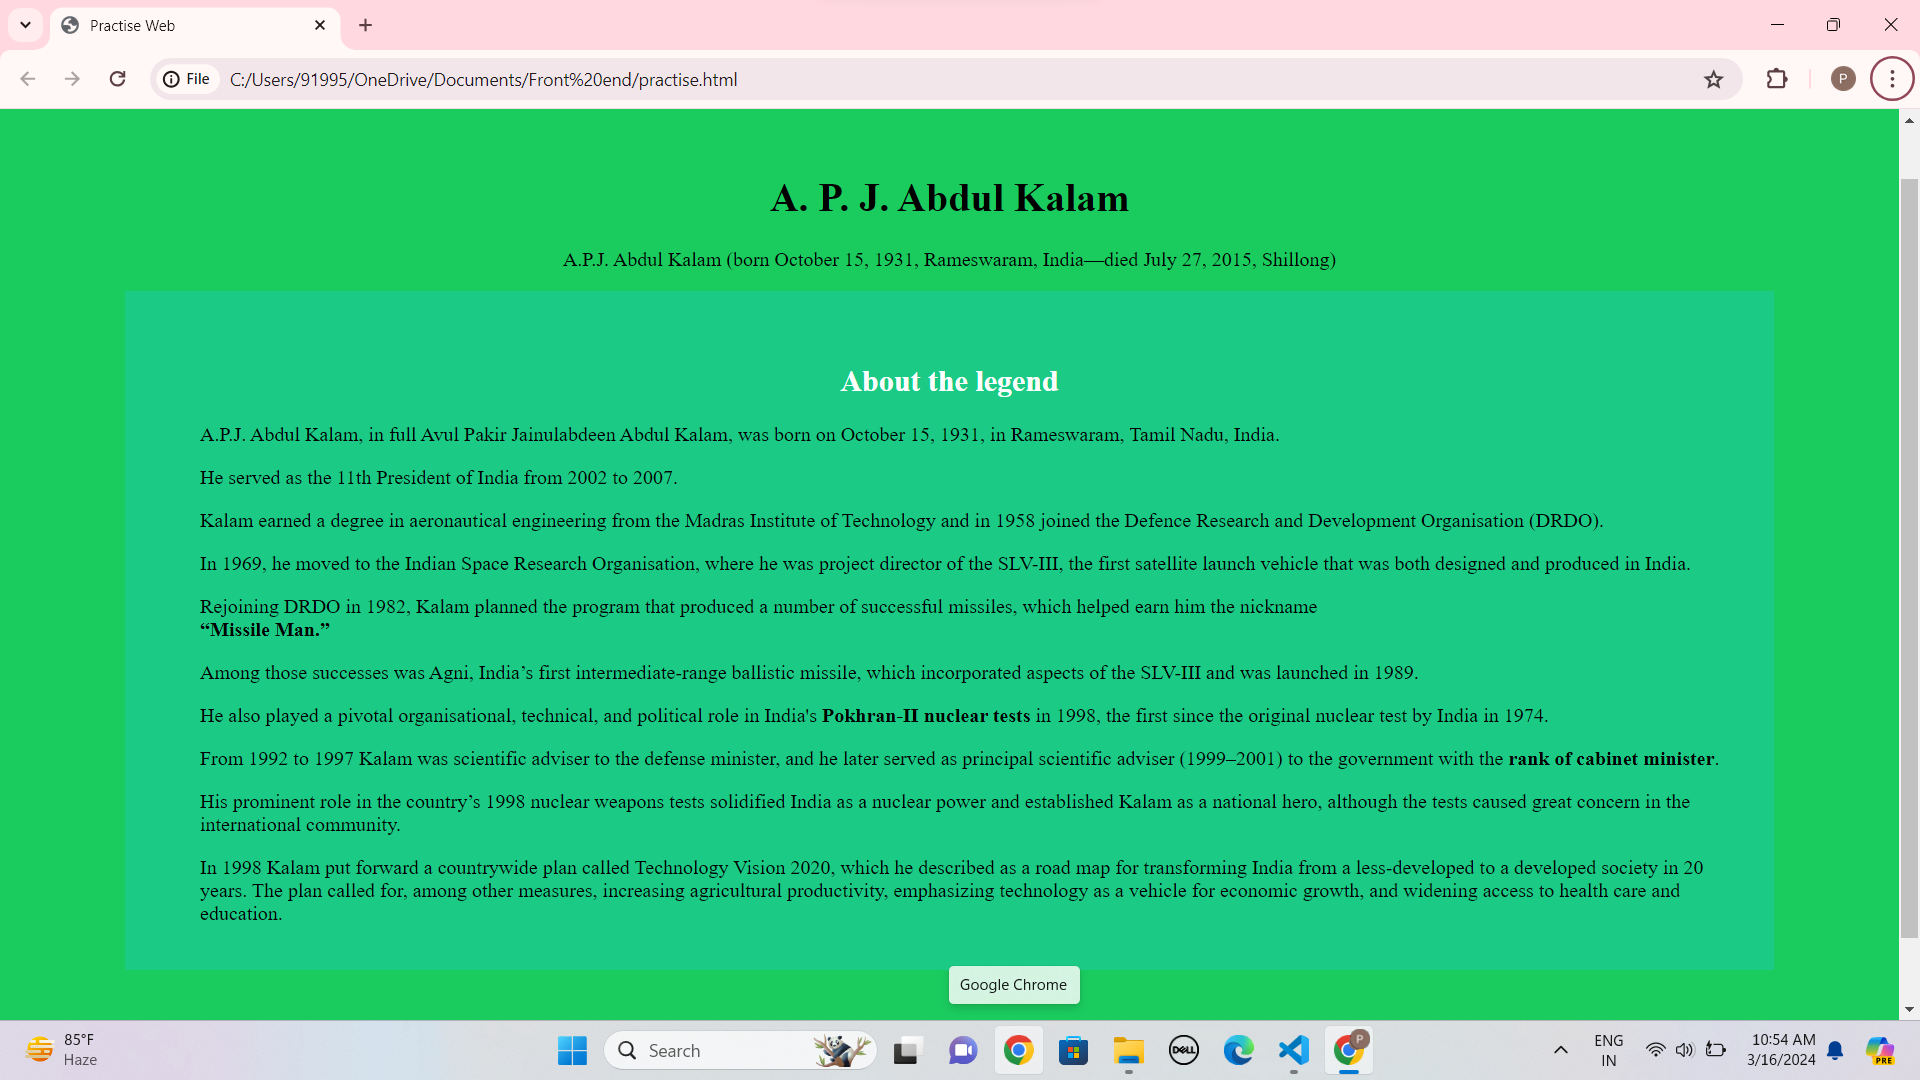 Practise Web
File
C:/Users/91995/OneDrive/Documents/Front%20end/practise.html
P
A. P. J. Abdul Kalam
A.P.J. Abdul Kalam (born October 15, 1931, Rameswaram, India—died July 27, 2015, Shillong)
About the legend
A.P.J. Abdul Kalam, in full Avul Pakir Jainulabdeen Abdul Kalam, was born on October 15, 1931, in Rameswaram, Tamil Nadu, India.
He served as the 11th President of India from 2002 to 2007.
Kalam earned a degree in aeronautical engineering from the Madras Institute of Technology and in 1958 joined the Defence Research and Development Organisation (DRDO).
In 1969, he moved to the Indian Space Research Organisation, where he was project director of the SLV-III, the first satellite launch vehicle that was both designed and produced in India.
Rejoining DRDO in 1982, Kalam planned the program that produced a number of successful missiles, which helped earn him the nickname
“Missile Man.”
Among those successes was Agni, India’s first intermediate-range ballistic missile, which incorporated aspects of the SLV-III and was launched in 1989.
He also played a pivotal organisational, technical, and political role in India's Pokhran-II nuclear tests in 1998, the first since the original nuclear test by India in 1974.
From 1992 to 1997 Kalam was scientific adviser to the defense minister, and he later served as principal scientific adviser (1999–2001) to the government with the rank of cabinet minister.
His prominent role in the country’s 1998 nuclear weapons tests solidified India as a nuclear power and established Kalam as a national hero, although the tests caused great concern in the
international community.
In 1998 Kalam put forward a countrywide plan called Technology Vision 2020, which he described as a road map for transforming India from a less-developed to a developed society in 20
years. The plan called for, among other measures, increasing agricultural productivity, emphasizing technology as a vehicle for economic growth, and widening access to health care and
education.
Google Chrome
85°F
Haze
Search
DELL
P
ENG
IN
10:54 AM
3/16/2024
PRE